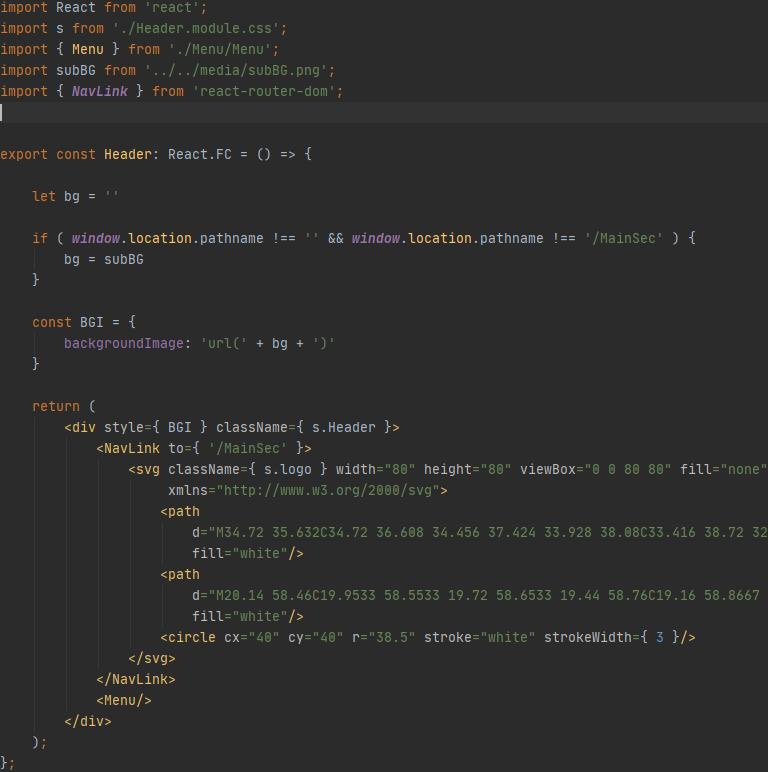 import React from 'react';
import s from './Header.module.css';
import { Menu } from './Menu/Menu';
import subBG from '../../media/subBG.png';
import { NavLink } from 'react-router-dom';
export const Header: React.FC = () => {
let bg = ''
if ( window.location.pathname !== '' && window.location.pathname !== '/MainSec' ) {
bg = subBG
}
const BGI = {
backgroundImage: 'url(' + bg + ')'
}
return (
<div style={ BGI } className={ s.Header }>
<NavLink to={ '/MainSec' }>
<svg className={ s.logo } width="80" height="80" viewBox="0 0 80 80" fill="none"
xmlns="http://www.w3.org/2000/svg">
<path
d="M34.72 35.632C34.72 36.608 34.456 37.424 33.928 38.08C33.416 38.72 32
fill="white"/>
<path
d="M20.14 58.46C19.9533 58.5533 19.72 58.6533 19.44 58.76C19.16 58.8667
fill="white"/>
<circle cx="40" cy="40" r="38.5" stroke="white" strokeWidth={ 3 }/>
</svg>
</NavLink>
<Menu/>
</div>
);
};